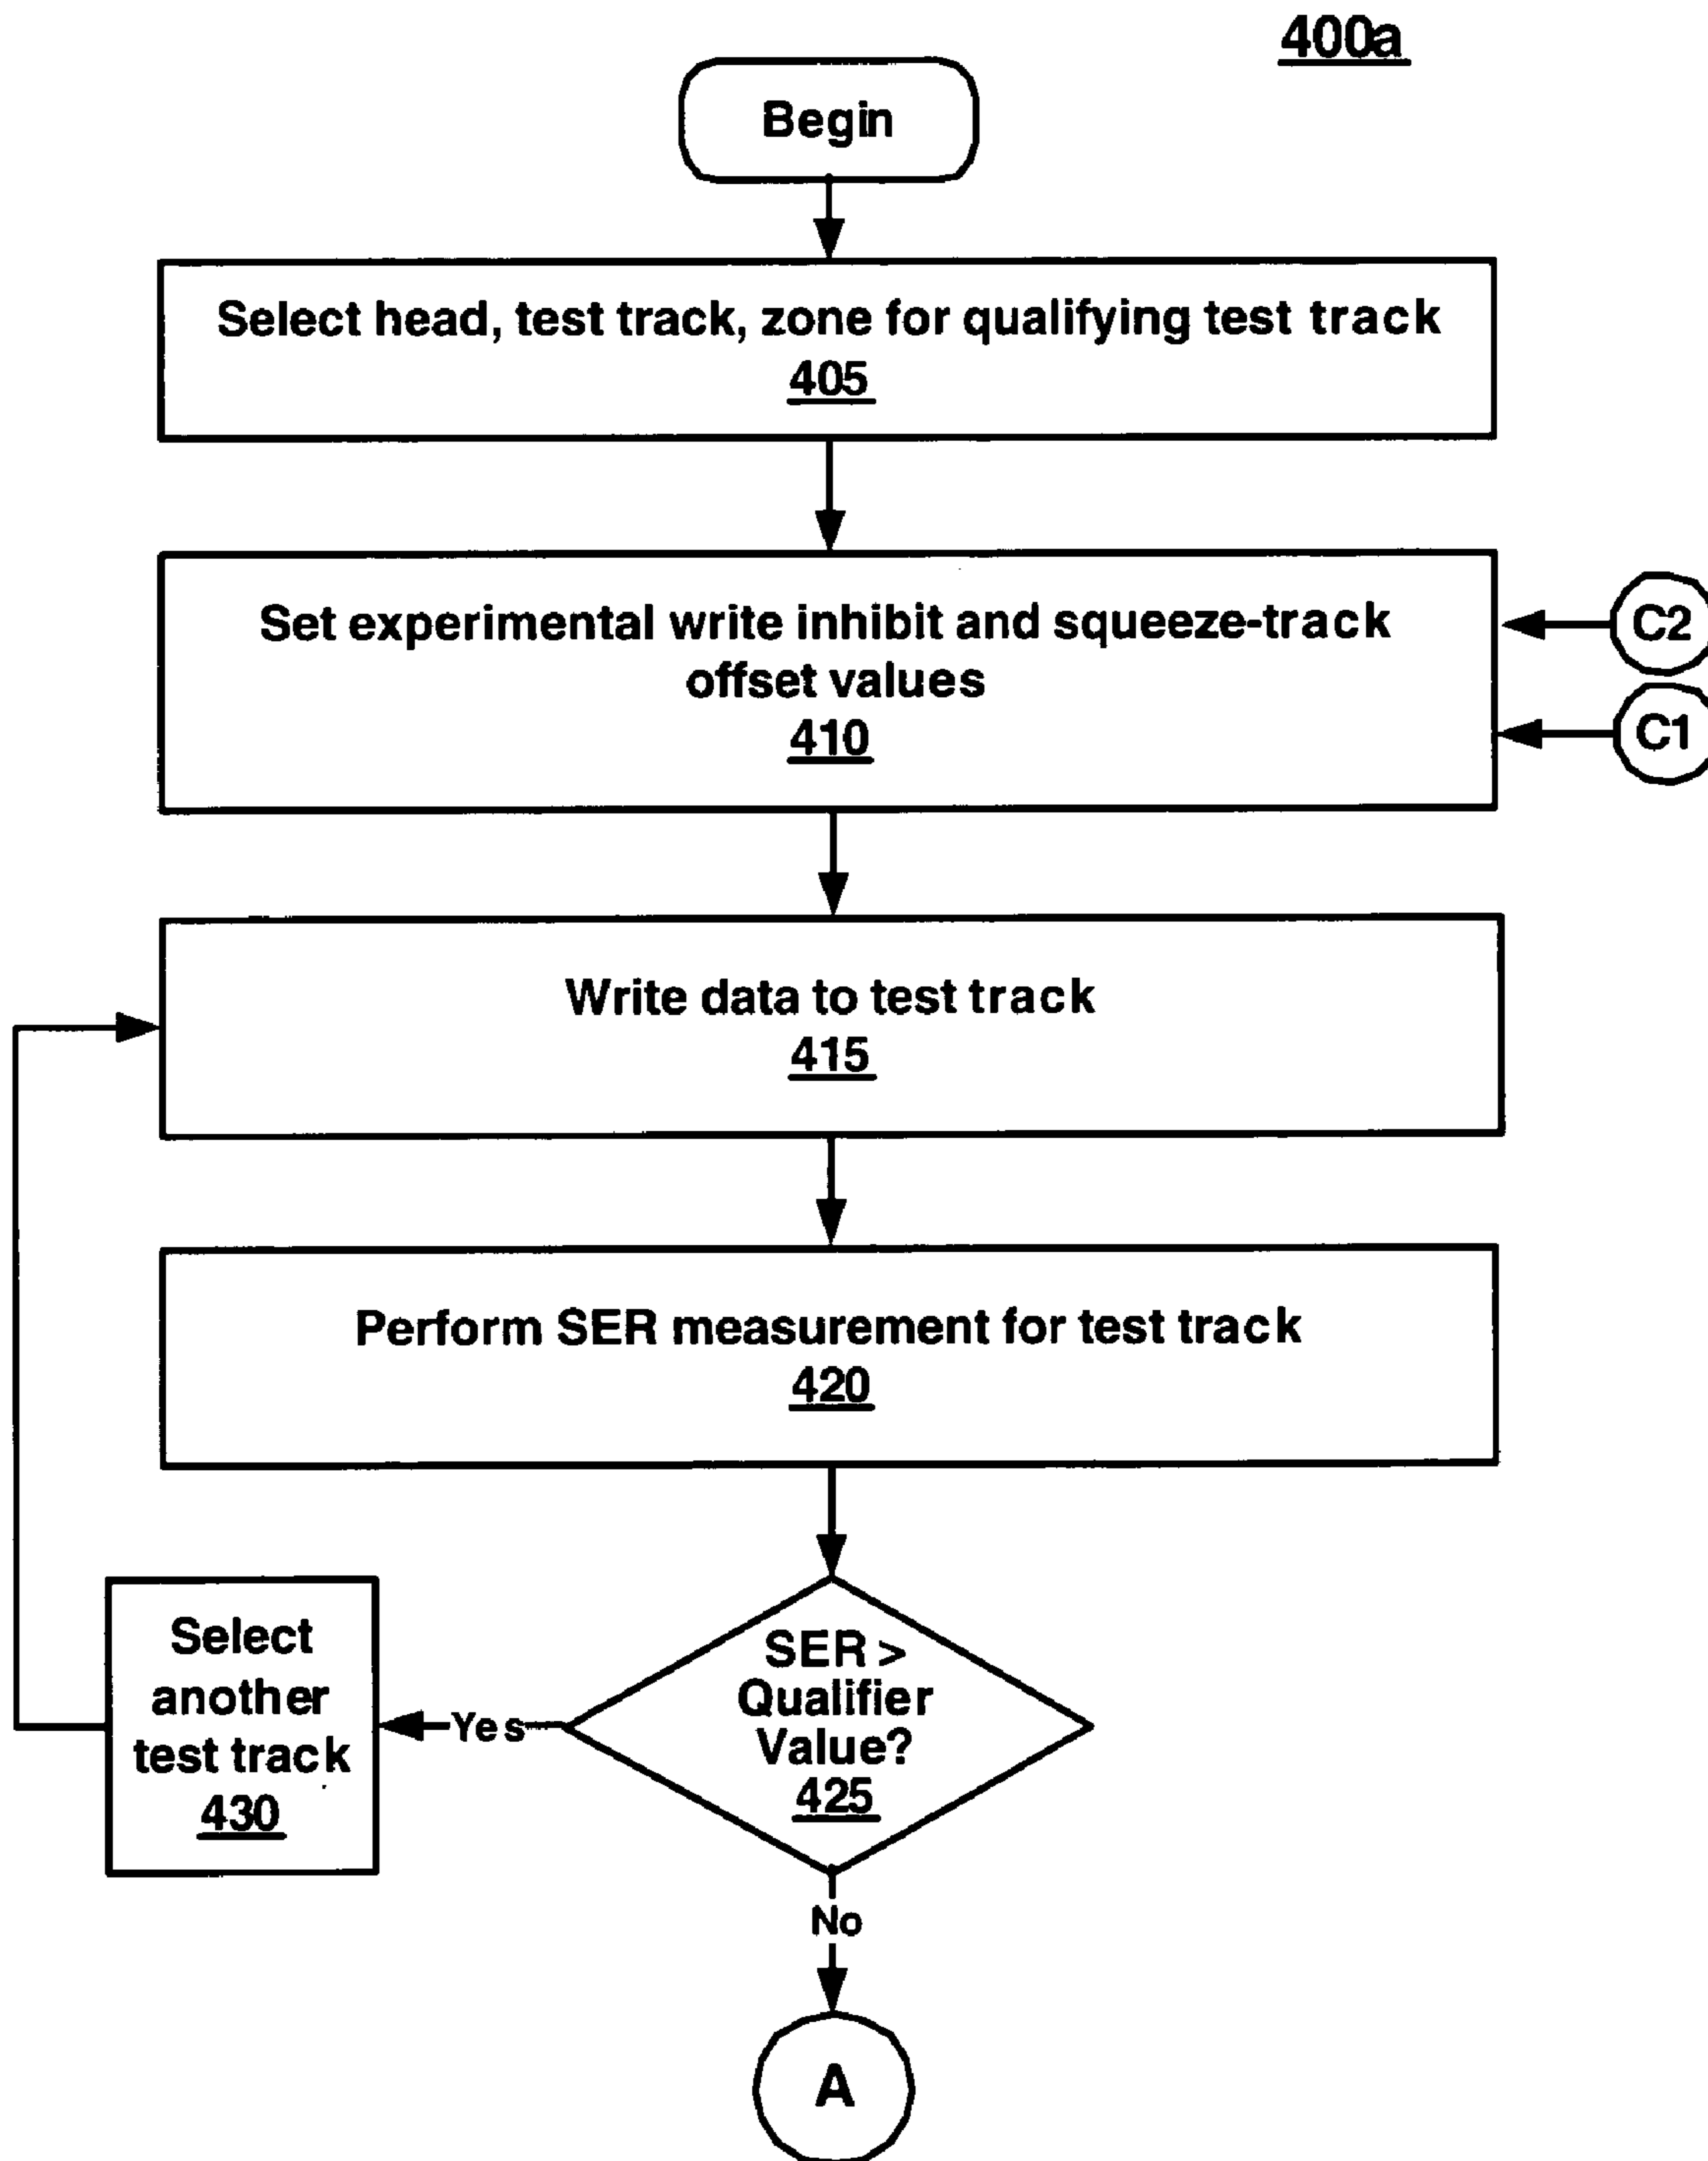 400a
Begin
Select head, test track, zone for qualifying test track
405
Set experimental write inhibit and squeeze-track
offset values
410
C2
C1
Write data to test track
415
Perform SER measurement for test track
420
SER >
Qualifier
Value?
425
Yes
Select
another
test track
430
No
A